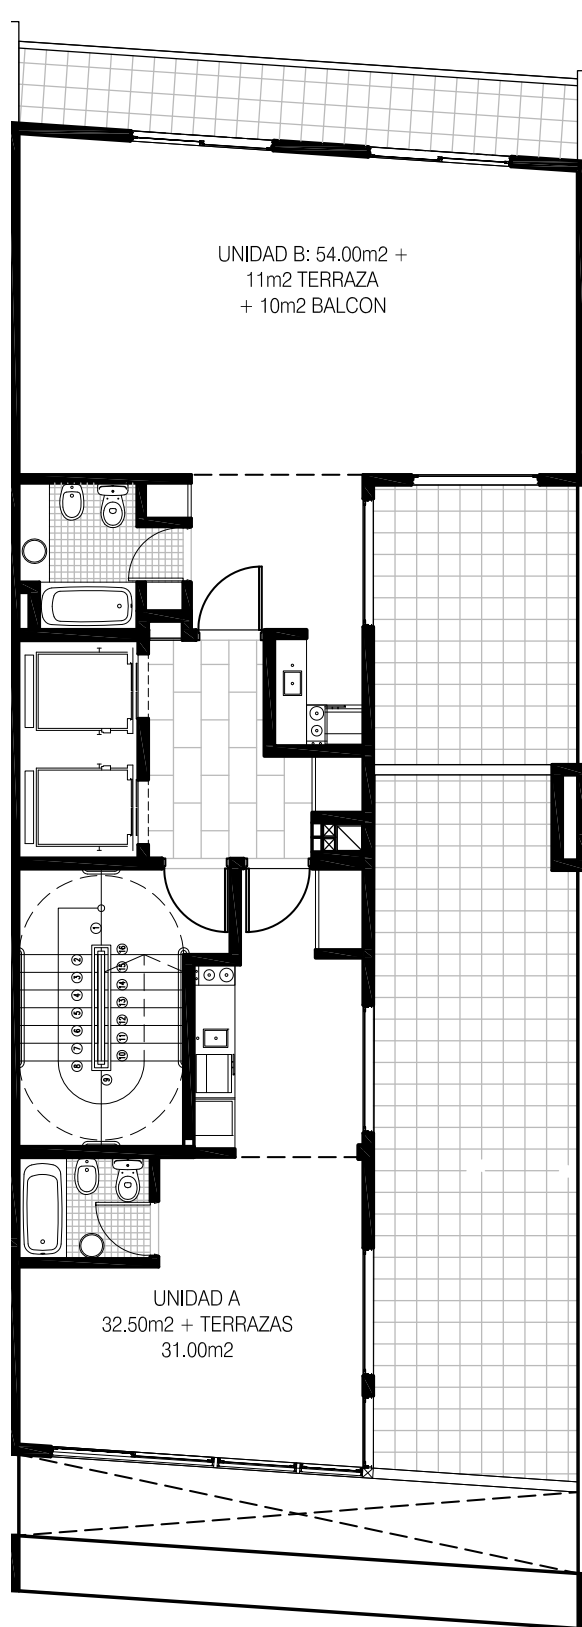 UNIDAD B: 54.00m2 +
11m2 TERRAZA
+ 10m2 BALCON
1
2
3
4
5
6
7
8
16
15
14
13
12
11
10
9
UNIDAD A
32.50m2 + TERRAZAS
31.00m2